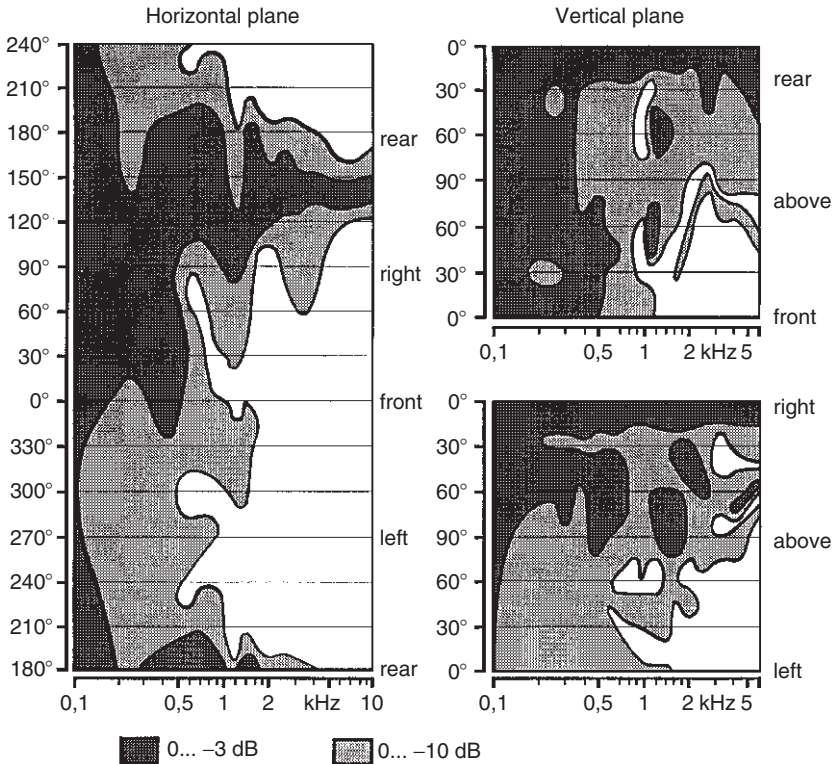 Horizontal plane
240°
210°
180°
150°
120°
90°
60°
30°
0°
330°
300°
270°
240°
210°
180°
rear
right
front
left
rear
0,1 0,5 1 2 kHz 10
Vertical plane
0°
30°
60°
90°
60°
30°
0°
rear
above
front
0,1 0,5 1 2 kHz 5
0°
30°
60°
90°
60°
30°
0°
right
above
left
0,1 0,5 1 2 kHz 5
0... –3 dB
0... –10 dB